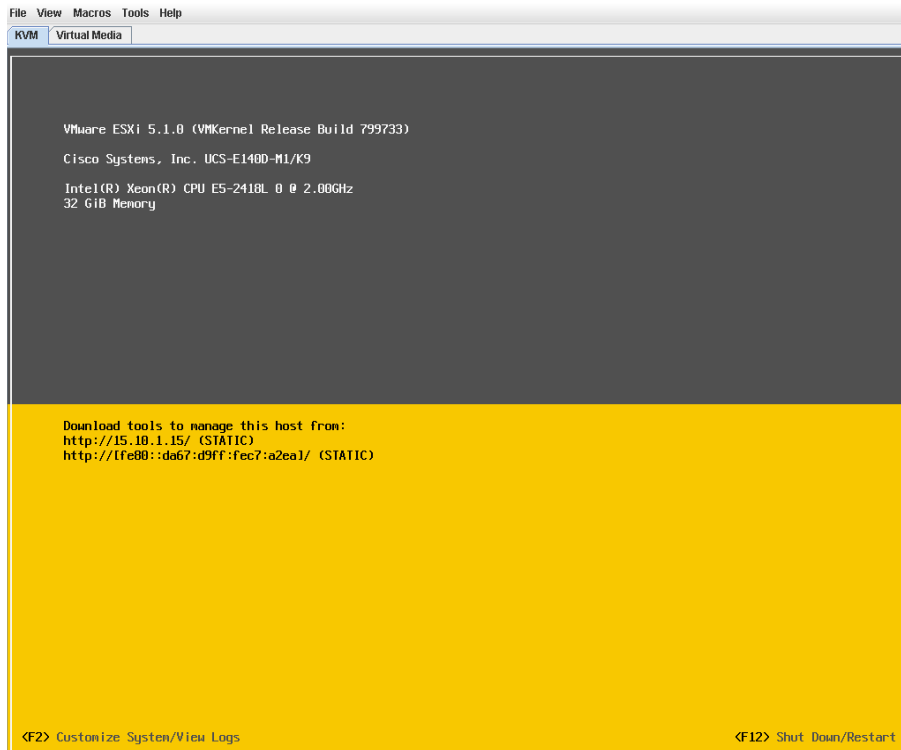 File View Macros Tools Help
KVM Virtual Media
VMware ESXi 5.1.0 (VMKernel Release Build 799733)
Cisco Systems, Inc. UCS-E140D-M1/K9
Intel(R) Xeon(R) CPU E5-2418L 0 @ 2.00GHz
32 GiB Memory
Download tools to manage this host from:
http://15.10.1.15/ (STATIC)
http://[fe80::da67:d9ff:fec7:a2ea]/ (STATIC)
<F2> Customize System/View Logs <F12> Shut Down/Restart